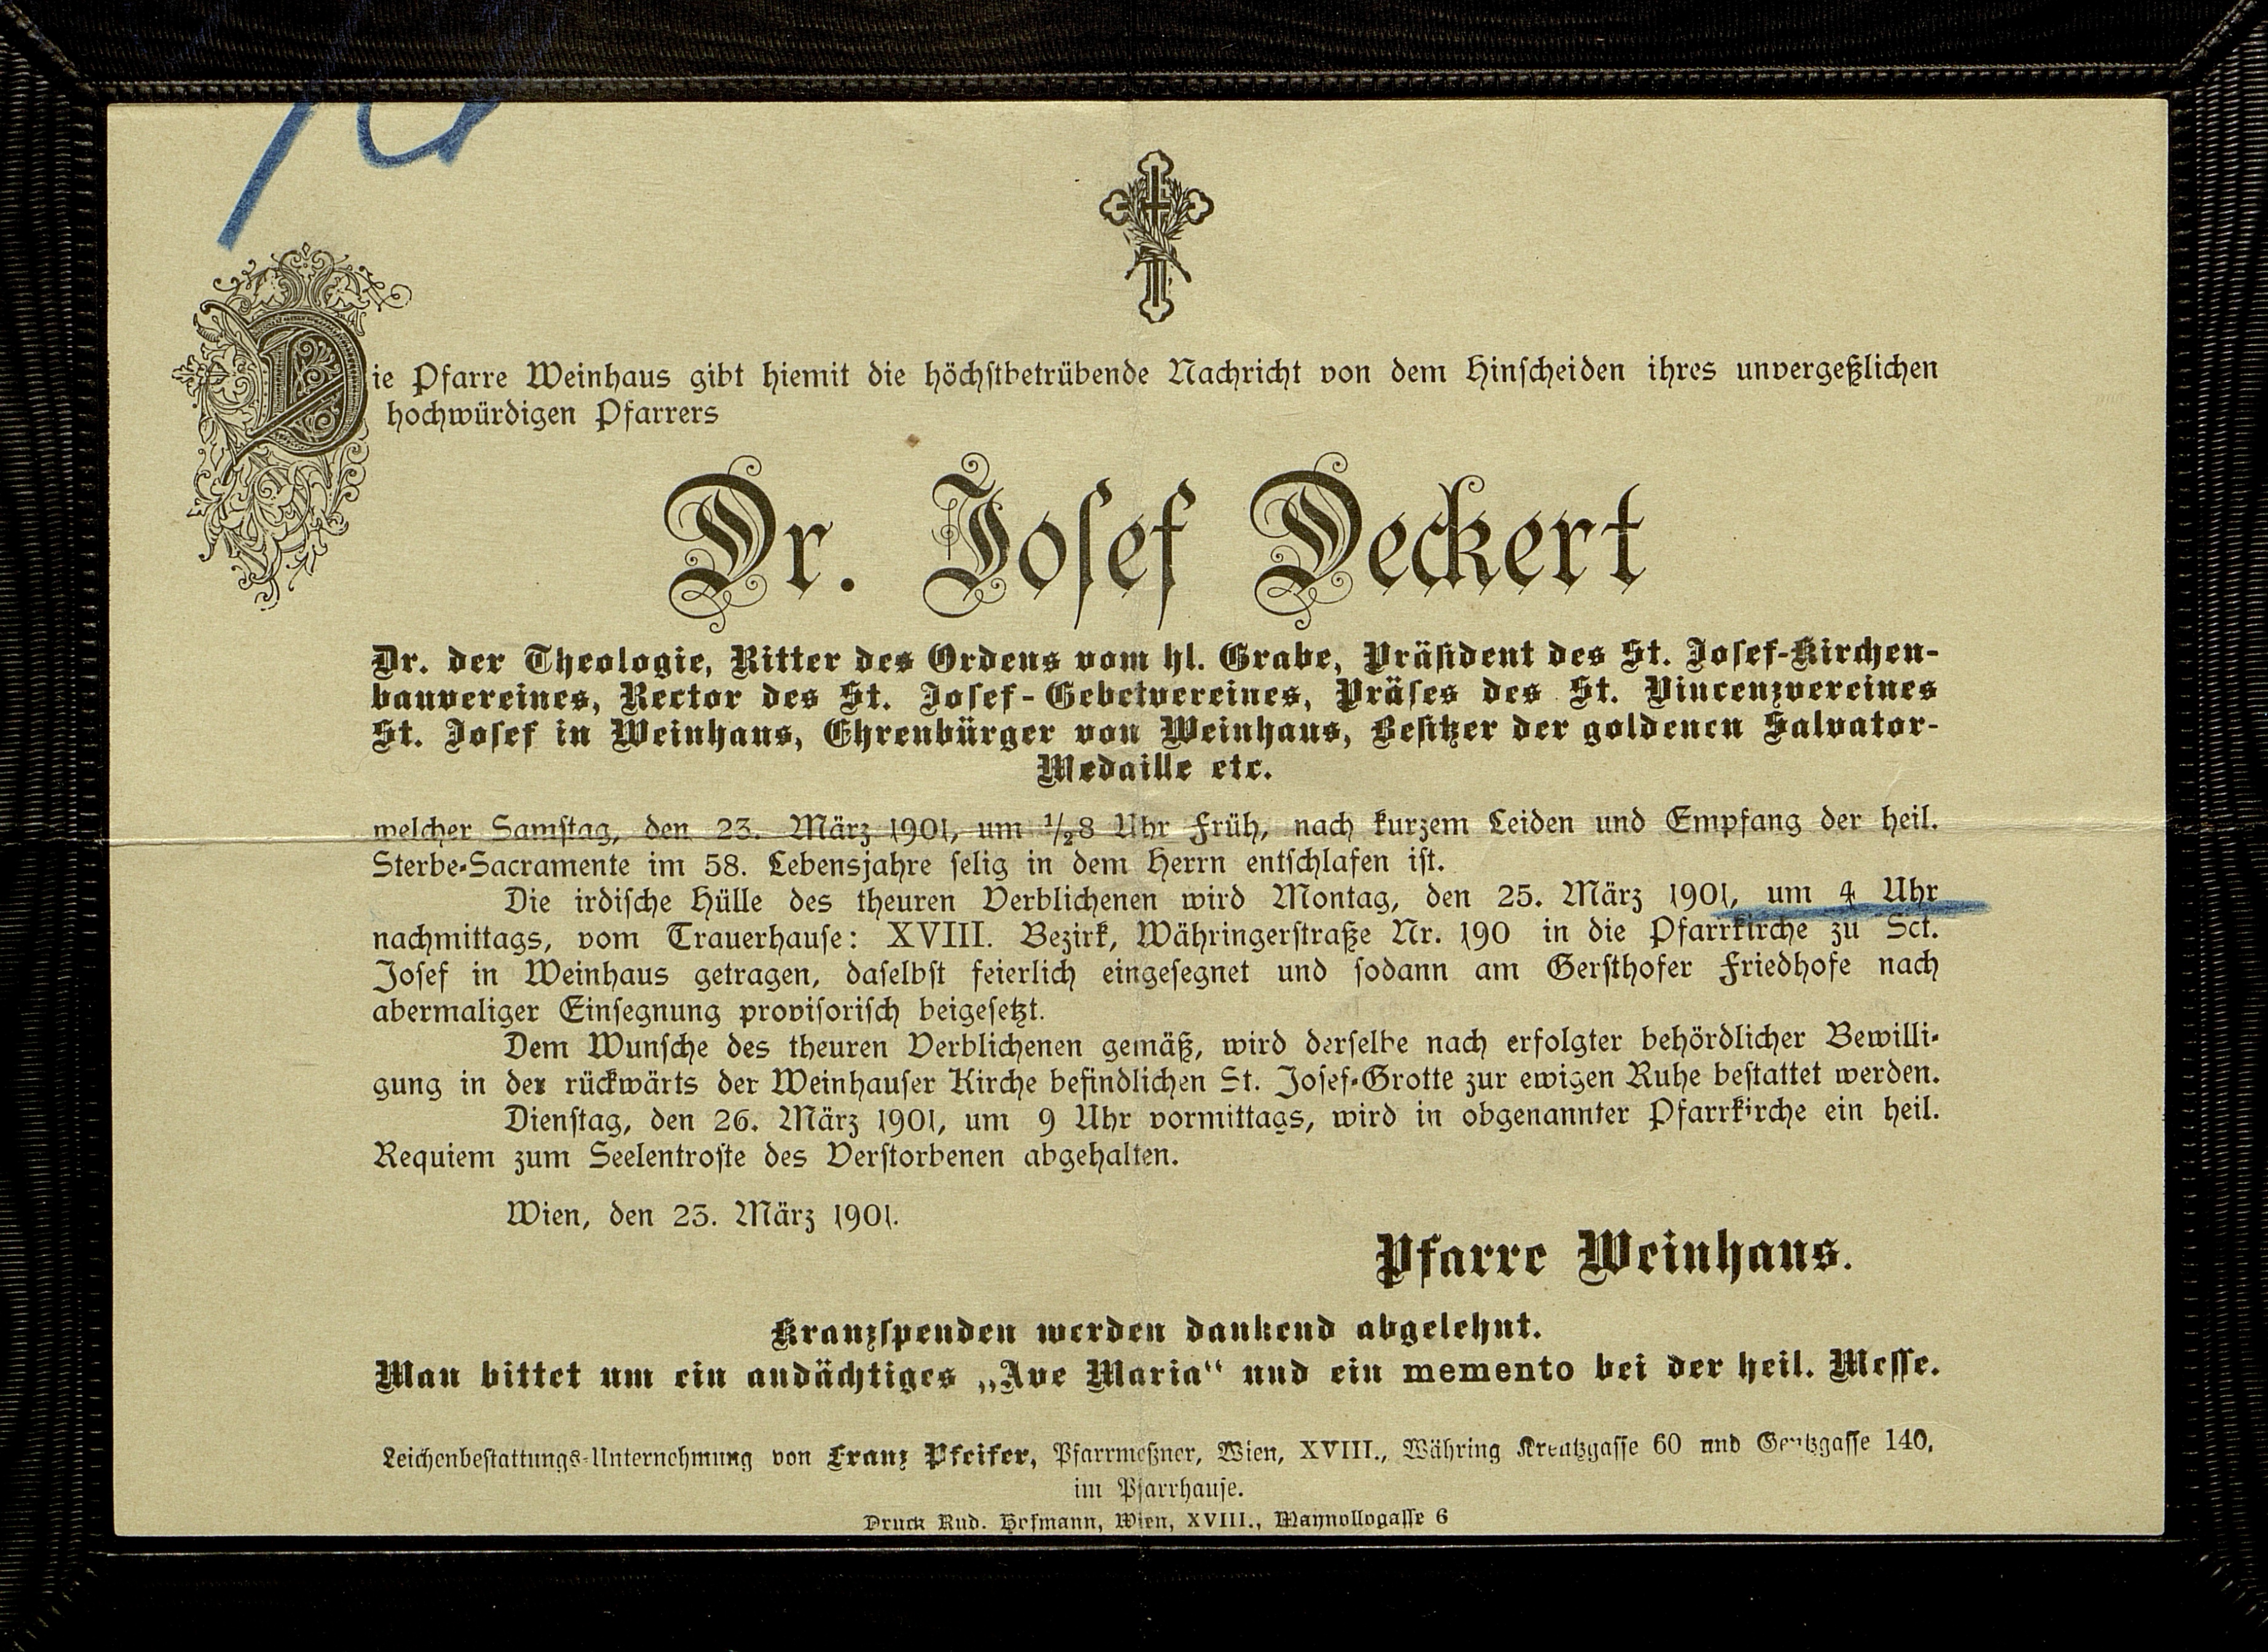 Die Pfarre Weinhaus gibt hiemit die höchstbetrübende Nachricht von dem Hinscheiden ihres unvergeßlichen
hochwürdigen Pfarrers
Dr. Josef Deckert
Dr. der Theologie, Ritter des Ordens vom hl. Grabe, Präsident des St. Josef-Kirchen-
bauvereines, Rector des St. Josef-Gebetvereines, Präses des St. Vincenzvereines
St. Josef in Weinhaus, Ehrenbürger von Weinhaus, Besitzer der goldenen Salvator-
Medaille etc.
welcher Samstag, den 23. März 1901, um 1/2 8 Uhr Früh, nach kurzem Leiden und Empfang der heil.
Sterbe-Sacramente im 58. Lebensjahre selig in dem Herrn entschlafen ist.
Die irdische Hülle des theuren Verblichenen wird Montag, den 25. März 1901, um 4 Uhr
nachmittags, vom Trauerhause: XVIII. Bezirk, Währingerstraße Nr. 190 in die Pfarrkirche zu Sct.
Josef in Weinhaus getragen, daselbst feierlich eingesegnet und sodann am Gersthofer Friedhofe nach
abermaliger Einsegnung provisorisch beigesetzt.
Dem Wunsche des theuren Verblichenen gemäß, wird derselbe nach erfolgter behördlicher Bewilli-
gung in der rückwärts der Weinhauser Kirche befindlichen St. Josef-Grotte zur ewigen Ruhe bestattet werden.
Dienstag, den 26. März 1901, um 9 Uhr vormittags, wird in obgenannter Pfarrkirche ein heil.
Requiem zum Seelentroste des Verstorbenen abgehalten.
Wien, den 23. März 1901.
Pfarre Weinhaus.
Kranzspenden werden dankend abgelehnt.
Man bittet um ein andächtiges „Ave Maria“ und ein memento bei der heil. Messe.
Leichenbestattungs-Unternehmung von Franz Pfeifer, Pfarrmeßner, Wien, XVIII., Währing Kreutzgasse 60 und Gentzgasse 140,
im Pfarrhause.
Druck Rud. Hofmann, Wien, XVIII., Maynollogasse 6